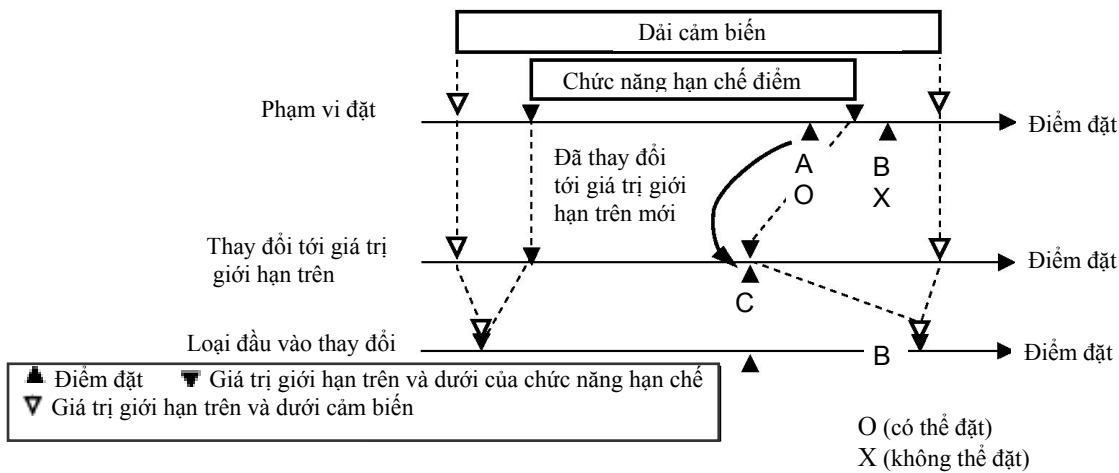 Dải cảm biến
Chức năng hạn chế điểm
Phạm vi đặt
Điểm đặt
A
B
O
X
Đã thay đổi
tới giá trị giới
hạn trên mới
Thay đổi tới giá trị
giới hạn trên
Điểm đặt
C
Loại đầu vào thay đổi
B
Điểm đặt
Điểm đặt Giá trị giới hạn trên và dưới của chức năng hạn chế
Giá trị giới hạn trên và dưới cảm biến
O (có thể đặt)
X (không thể đặt)